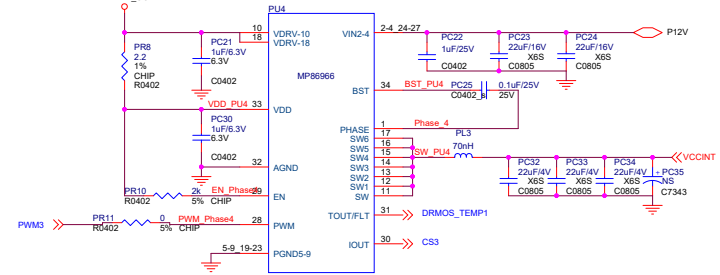 PU4
PR8
2.2
1%
CHIP
R0402
PC21
1uF/6.3V
6.3V
C0402
10
18
VDRV-10
VDRV-18
VIN2-4
2-4_24-27
PC22
1uF/25V
C0402
PC23
22uF/16V
X6S
C0805
PC24
22uF/16V
X6S
C0805
P12V
MP86966
BST
34
BST_PU4
PC25
C0402_s
0.1uF/25V
25V
VDD_PU4
33
VDD
PC30
1uF/6.3V
6.3V
C0402
PHASE
1
Phase_4
SW6
17
SW5
16
SW4
15
SW3
14
SW2
13
SW1
12
SW
11
SW_PU4
PL3
70nH
VCCINT
PC32
22uF/4V
X6S
C0805
PC33
22uF/4V
X6S
C0805
PC34
22uF/4V
X6S
C0805
+
PC35
NS
C7343
32
AGND
PR10
R0402
2k
5%
CHIP
EN_Phase4
29
EN
TOUT/FLT
31
DRMOS_TEMP1
PWM3
PR11
R0402
0
5%
CHIP
PWM_Phase4
28
PWM
IOUT
30
CS3
5-9_19-23
PGND5-9